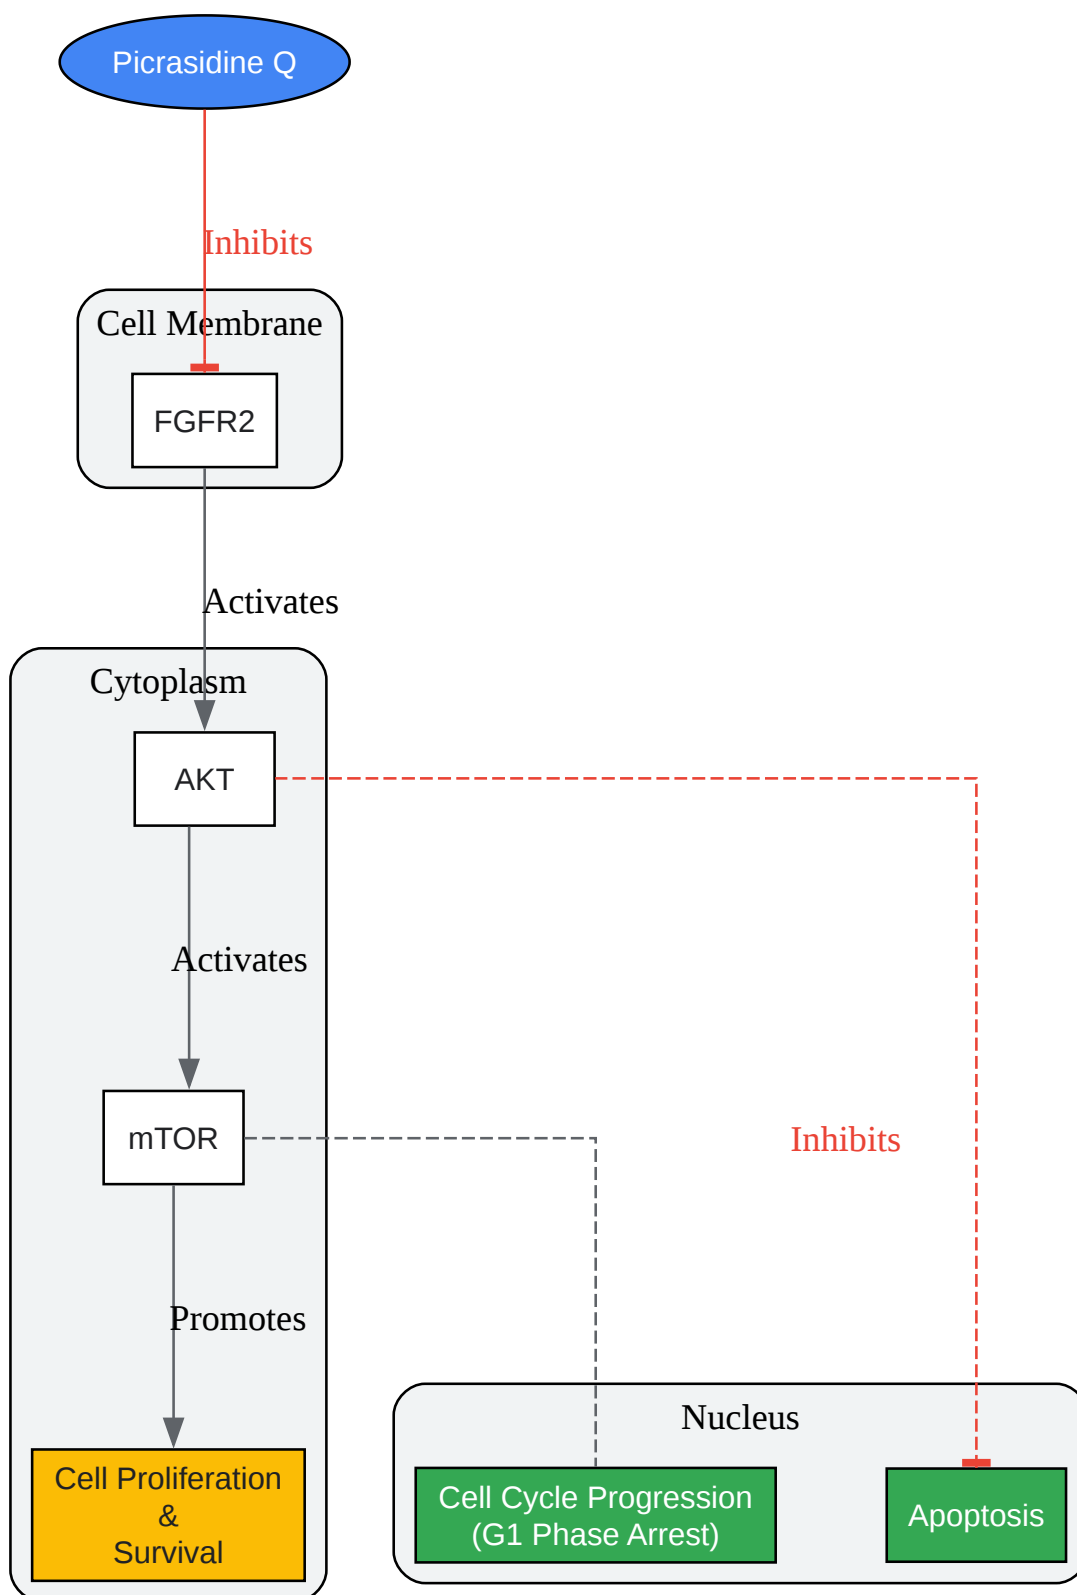 Picrasidine Q
Inhibits
Cell Membrane
FGFR2
Activates
Cytoplasm
AKT
Activates
mTOR
Inhibits
Promotes
Nucleus
Cell Proliferation
&
Survival
Cell Cycle Progression
(G1 Phase Arrest)
Apoptosis